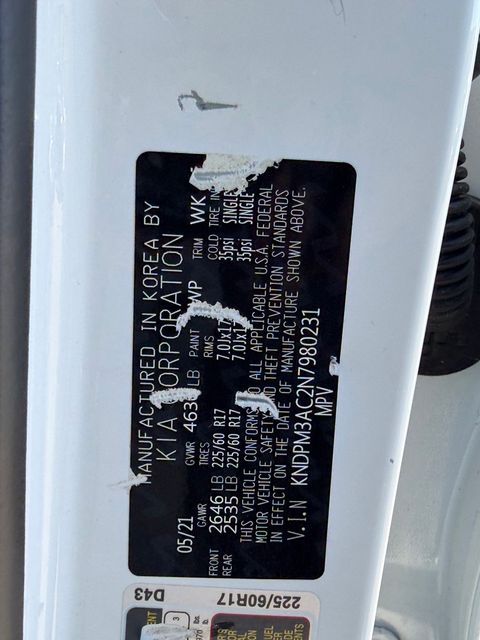 MANUFACTURED IN KOREA BY
KIA CORPORATION
05/21 GVWR LB PAINT WP TRIM WK
GAWR TIRES RIMS COLD TIRE
FRONT 2646 LB 225/60 R17 7.0Jx17 35psi SINGLE
REAR 2535 LB 225/60 R17 7.0Jx17 35psi SINGLE
THIS VEHICLE CONFORMS TO ALL APPLICABLE U.S.A. FEDERAL
MOTOR VEHICLE SAFETY AND THEFT PREVENTION STANDARDS
IN EFFECT ON THE DATE OF MANUFACTURE SHOWN ABOVE.
V.I.N KNDPM3AC2N7980231
MPV
D43
225/60R17